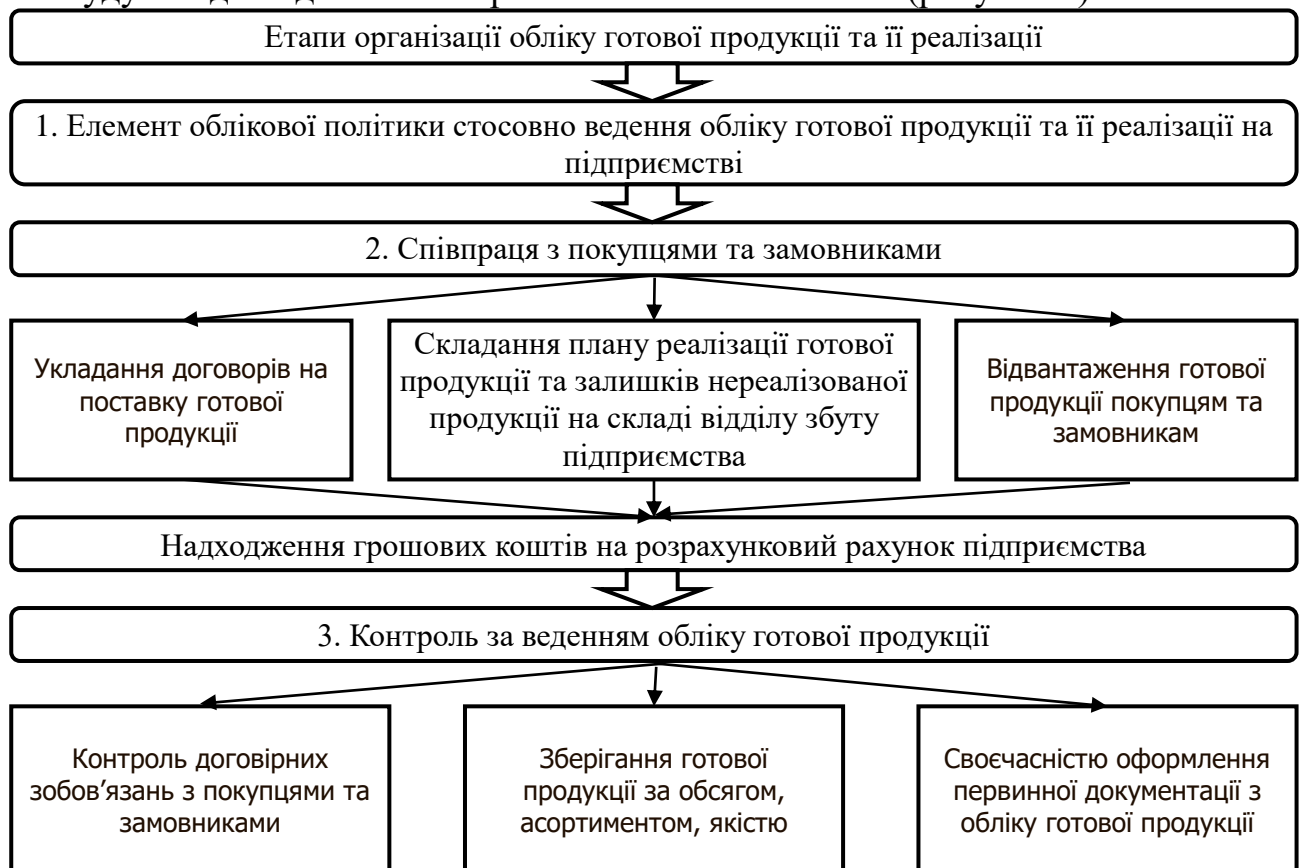 Етапи організації обліку готової продукції та її реалізації
1. Елемент облікової політики стосовно ведення обліку готової продукції та її реалізації на
підприємстві
2. Співпраця з покупцями та замовниками
Укладання договорів на
поставку готової
продукції
Складання плану реалізації готової
продукції та залишків нереалізованої
продукції на складі відділу збуту
підприємства
Відвантаження готової
продукції покупцям та
замовникам
Надходження грошових коштів на розрахунковий рахунок підприємства
3. Контроль за веденням обліку готової продукції
Контроль договірних
зобов’язань з покупцями та
замовниками
Зберігання готової
продукції за обсягом,
асортиментом, якістю
Своєчасністю оформлення
первинної документації з
обліку готової продукції